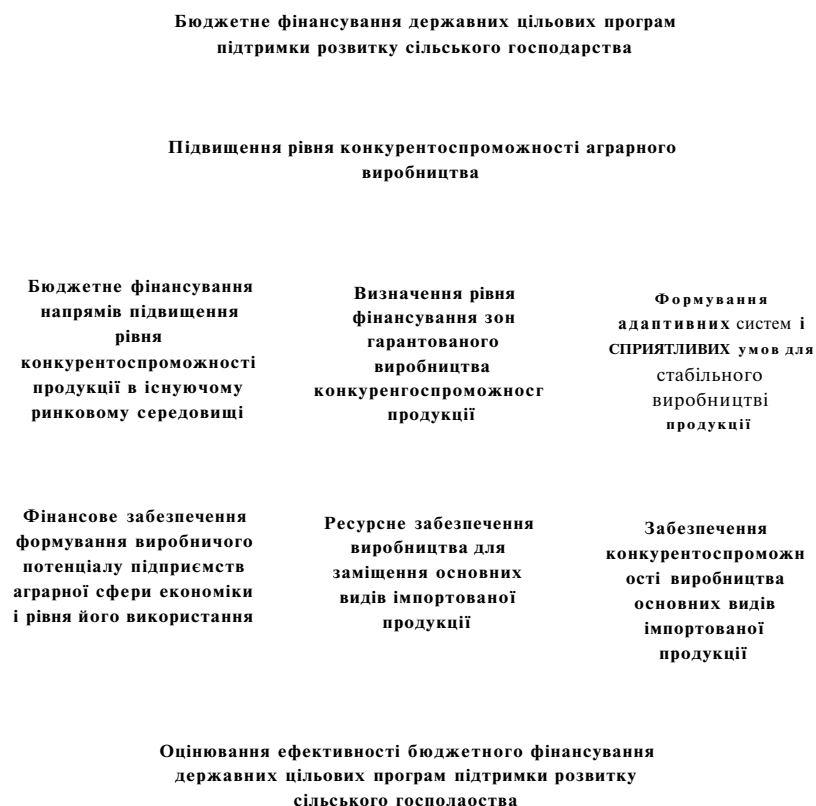 Бюджетне фінансування державних цільових програм
підтримки розвитку сільського господарства
Підвищення рівня конкурентоспроможності аграрного
виробництва
Бюджетне фінансування
напрямів підвищення
рівня
конкурентоспроможності
продукції в існуючому
ринковому середовищі
Визначення рівня
фінансування зон
гарантованого
виробництва
конкуренгоспроможносг
продукції
Формування
адаптивних систем і
СПРИЯТЛИВИХ умов для
стабільного
виробництві
продукції
Фінансове забезпечення
формування виробничого
потенціалу підприємств
аграрної сфери економіки
і рівня його використання
Ресурсне забезпечення
виробництва для
заміщення основних
видів імпортованої
продукції
Забезпечення
конкурентоспроможн
ості виробництва
основних видів
імпортованої
продукції
Оцінювання ефективності бюджетного фінансування
державних цільових програм підтримки розвитку
сільського господаоства